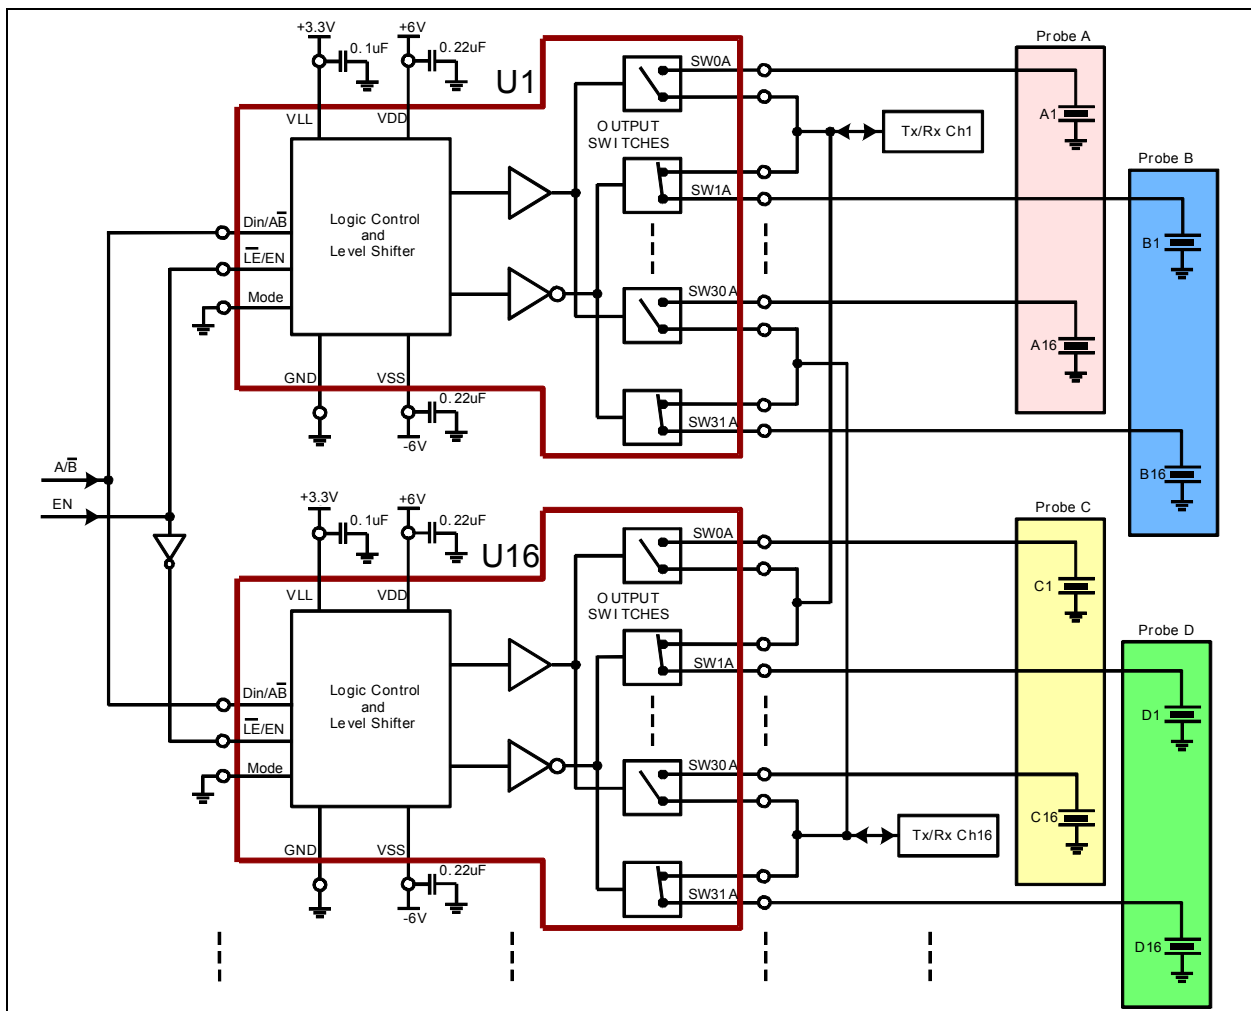 +3.3V
+6V
0.1uF
0.22uF
U1
VLL
VDD
SW0A
OUTPUT
SWITCHES
SW1A
Logic Control
and
Level Shifter
Din/AB̅
L̅E̅/EN
Mode
GND
VSS
0.22uF
-6V
SW30A
SW31A
Tx/Rx Ch1
Probe A
A1
A16
Probe B
B1
B16
A/B̅
EN
+3.3V
+6V
0.1uF
0.22uF
U16
VLL
VDD
SW0A
OUTPUT
SWITCHES
SW1A
Logic Control
and
Level Shifter
Din/AB̅
L̅E̅/EN
Mode
GND
VSS
0.22uF
-6V
SW30A
SW31A
Tx/Rx Ch16
Probe C
C1
C16
Probe D
D1
D16